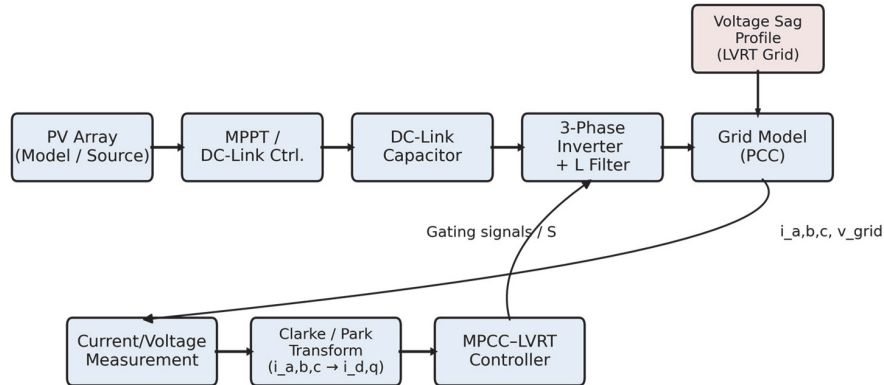 Voltage Sag
Profile
(LVRT Grid)
PV Array
(Model / Source)
MPPT /
DC-Link Ctrl.
DC-Link
Capacitor
3-Phase
Inverter
+ L Filter
Grid Model
(PCC)
Gating signals / S
i_a,b,c, v_grid
Current/Voltage
Measurement
Clarke / Park
Transform
(i_a,b,c → i_d,q)
MPCC–LVRT
Controller